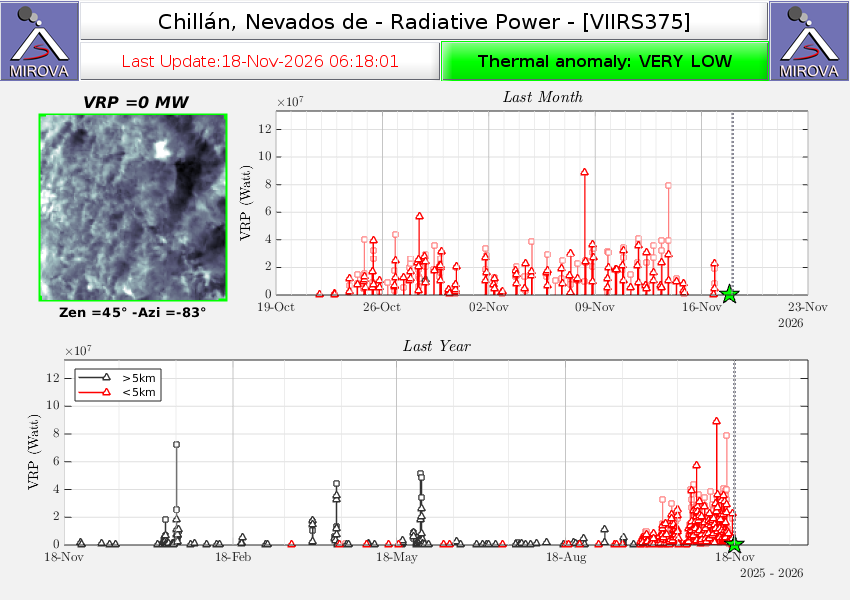 MIROVA
Chillán, Nevados de - Radiative Power - [VIIRS375]
Last Update:18-Nov-2026 06:18:01
Thermal anomaly: VERY LOW
MIROVA
VRP =0 MW
Zen =45° -Azi =-83°
Last Month
×10⁷
VRP (Watt)
12
10
8
6
4
2
0
19-Oct 26-Oct 02-Nov 09-Nov 16-Nov 23-Nov
2026
Last Year
×10⁷
VRP (Watt)
12
10
8
6
4
2
0
>5km
<5km
18-Nov 18-Feb 18-May 18-Aug 18-Nov
2025 - 2026